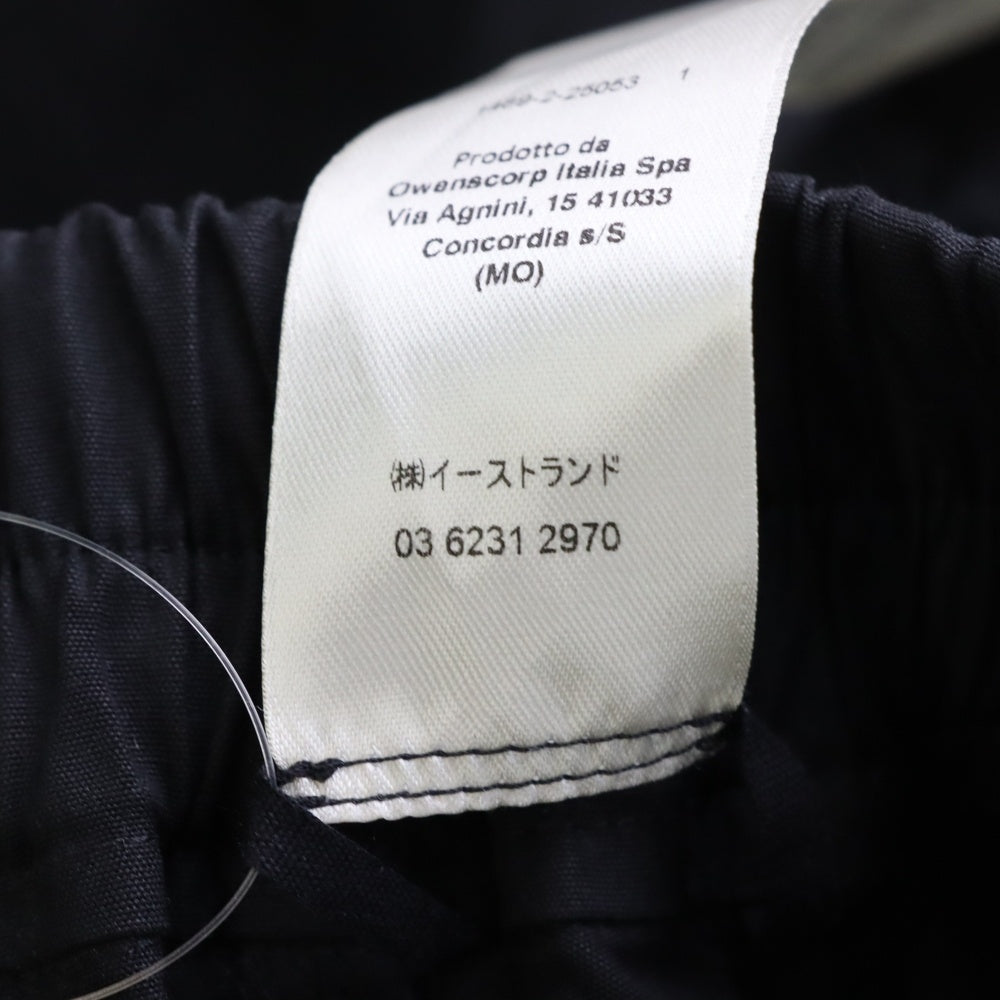 1
Prodotto da
Owenscorp Italia Spa
Via Agnini, 15 41033
Concordia s/S
(MO)
㈱イーストランド
03 6231 2970